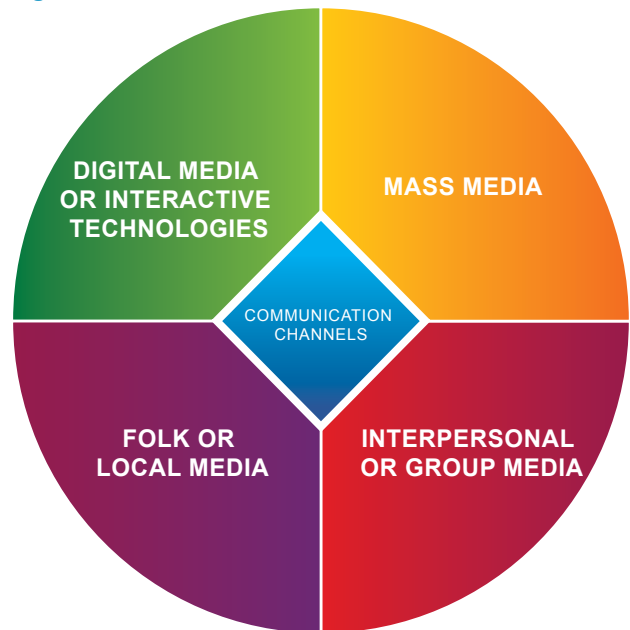 DIGITAL MEDIA
OR INTERACTIVE
TECHNOLOGIES
MASS MEDIA
COMMUNICATION
CHANNELS
FOLK OR
LOCAL MEDIA
INTERPERSONAL
OR GROUP MEDIA